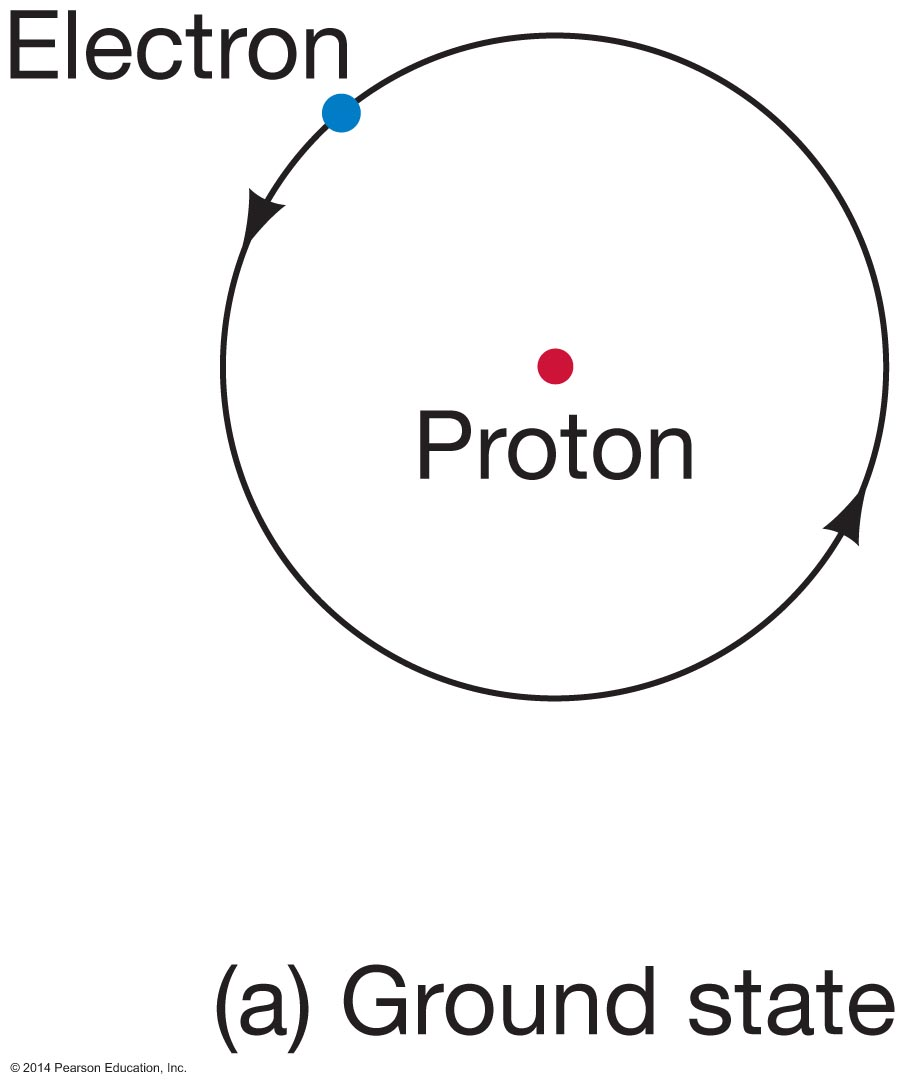 Electron
Proton
(a) Ground state
© 2014 Pearson Education, Inc.